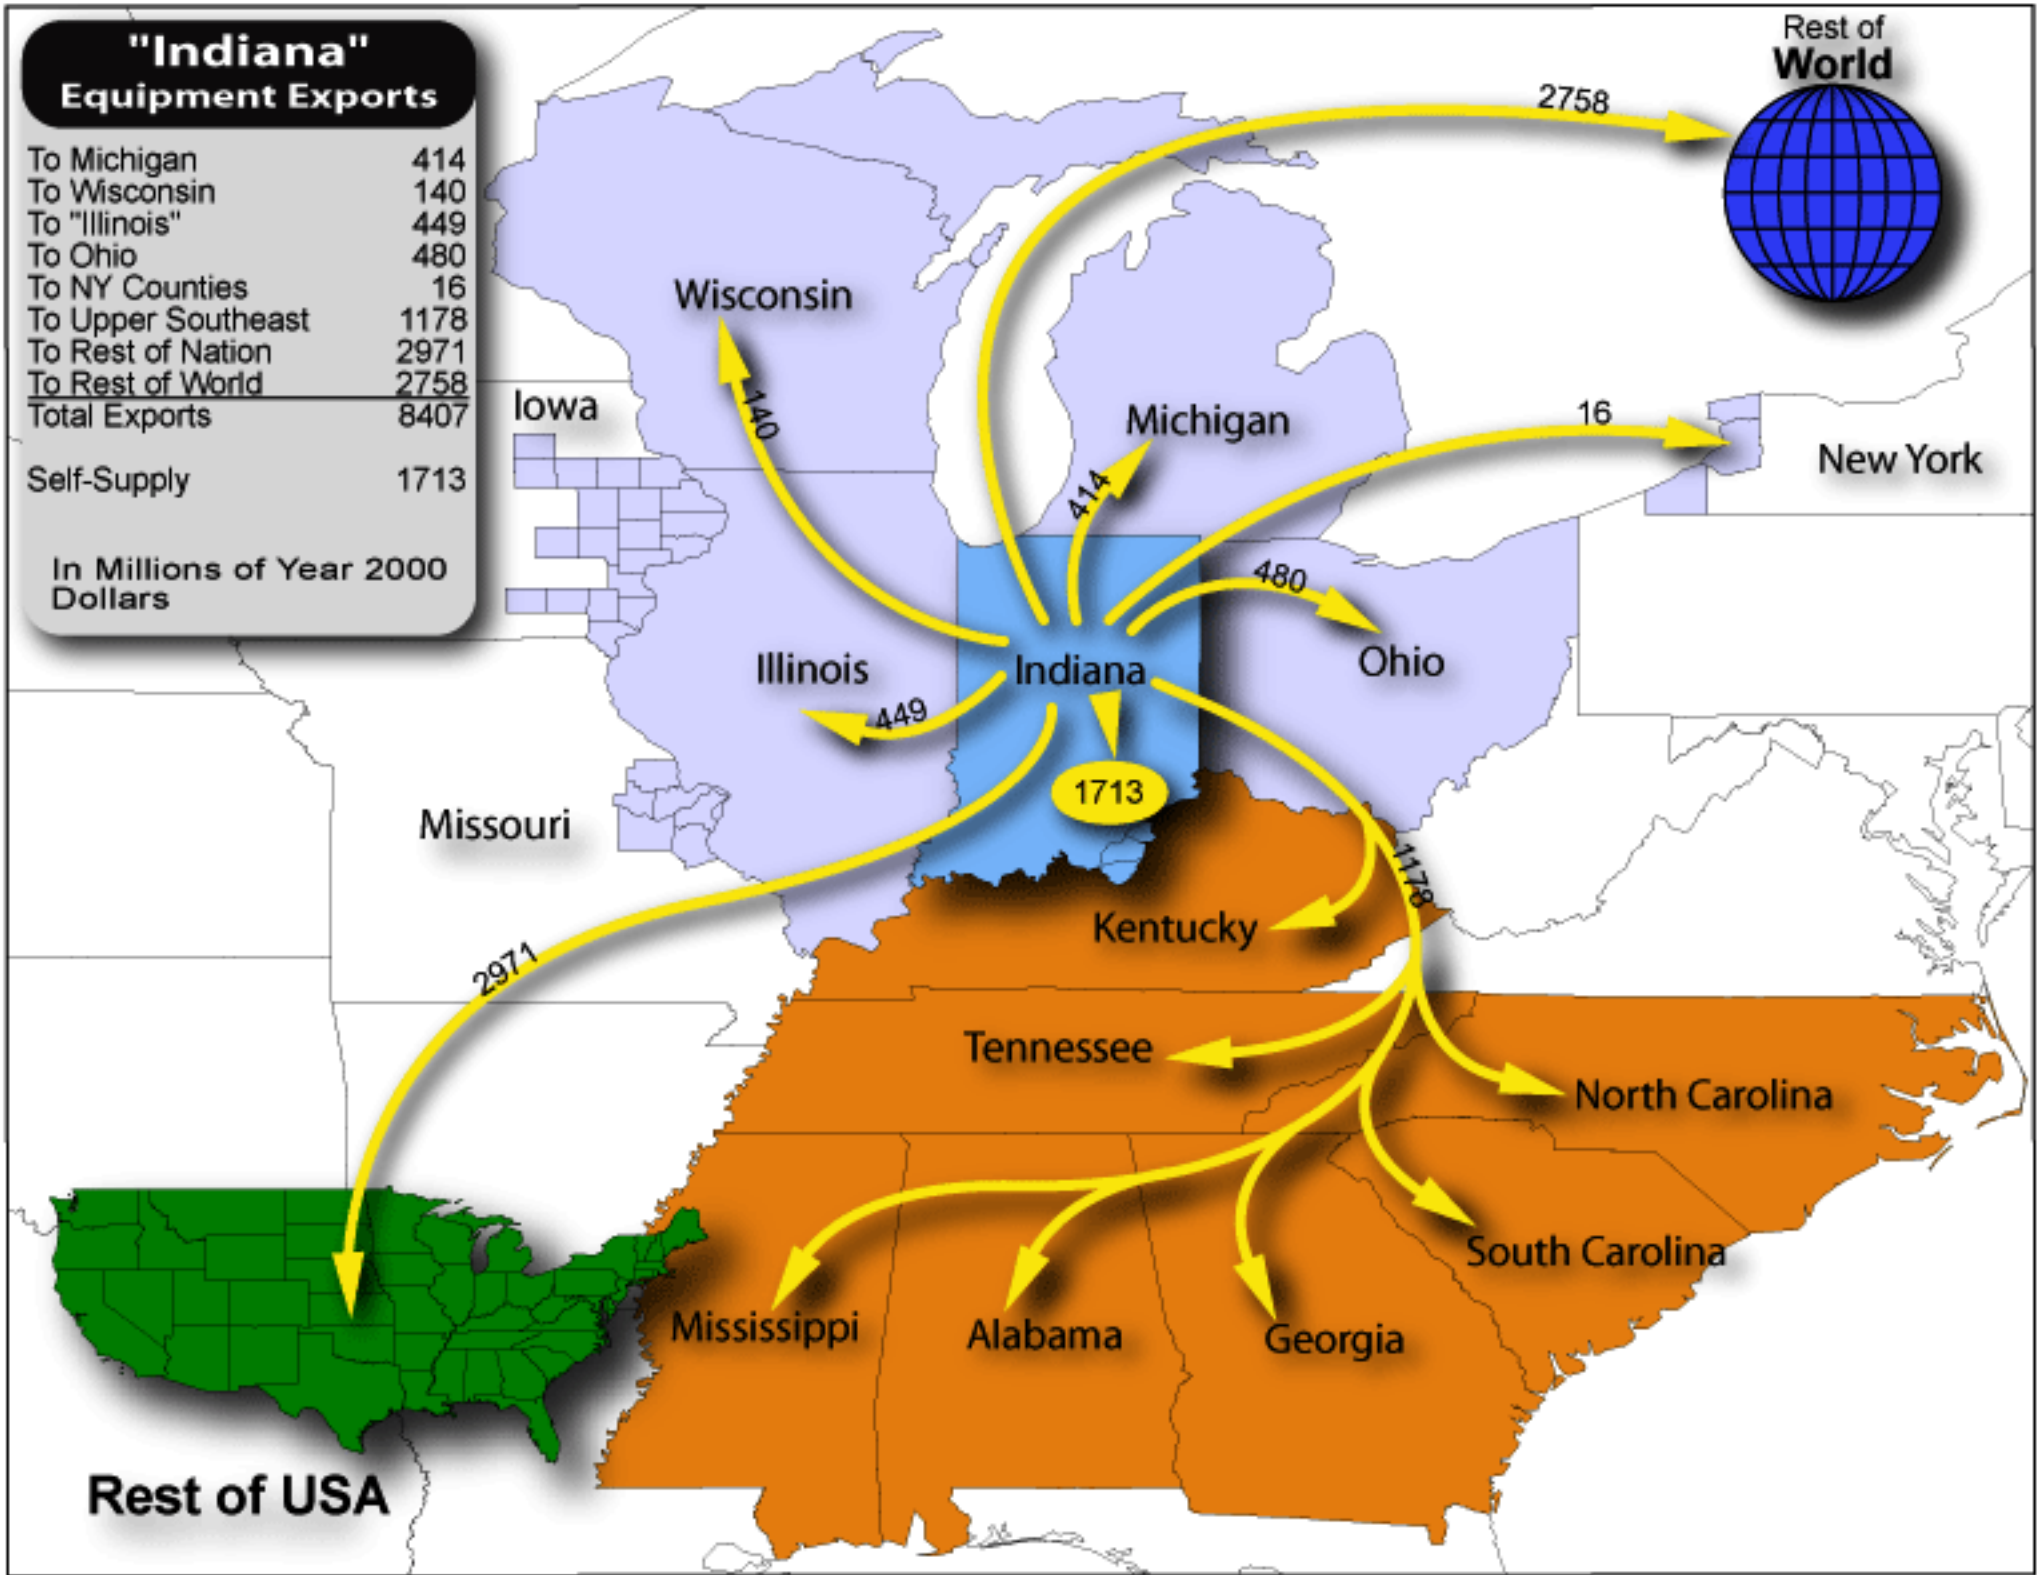 "Indiana"
Equipment Exports
To Michigan 414
To Wisconsin 140
To "Illinois" 449
To Ohio 480
To NY Counties 16
To Upper Southeast 1178
To Rest of Nation 2971
To Rest of World 2758
Total Exports 8407
Self-Supply 1713
In Millions of Year 2000
Dollars
Rest of
World
2758
Wisconsin
140
Iowa
Michigan
414
16
New York
480
Illinois
Indiana
Ohio
449
1713
Missouri
1178
Kentucky
2971
Tennessee
North Carolina
South Carolina
Mississippi
Alabama
Georgia
Rest of USA